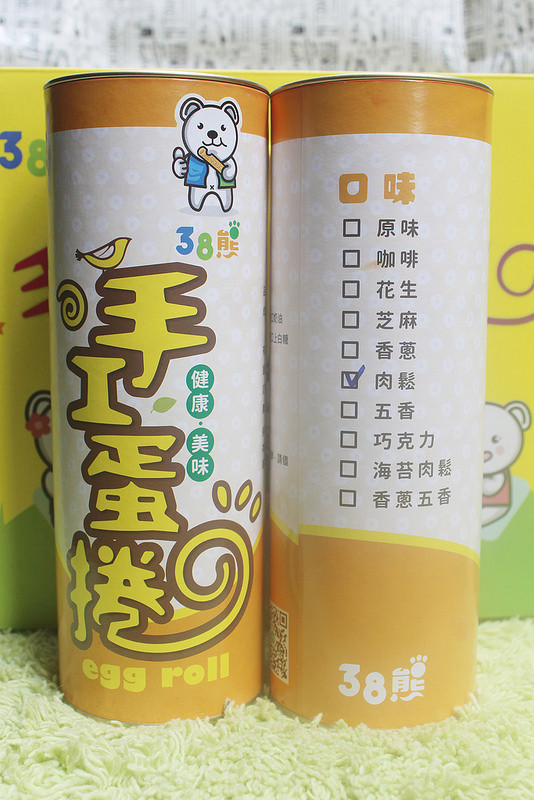 38
38熊
手工蛋捲
健康·美味
egg roll
口味
原味
咖啡
花生
芝麻
香蔥
肉鬆
五香
巧克力
海苔肉鬆
香蔥五香
38熊